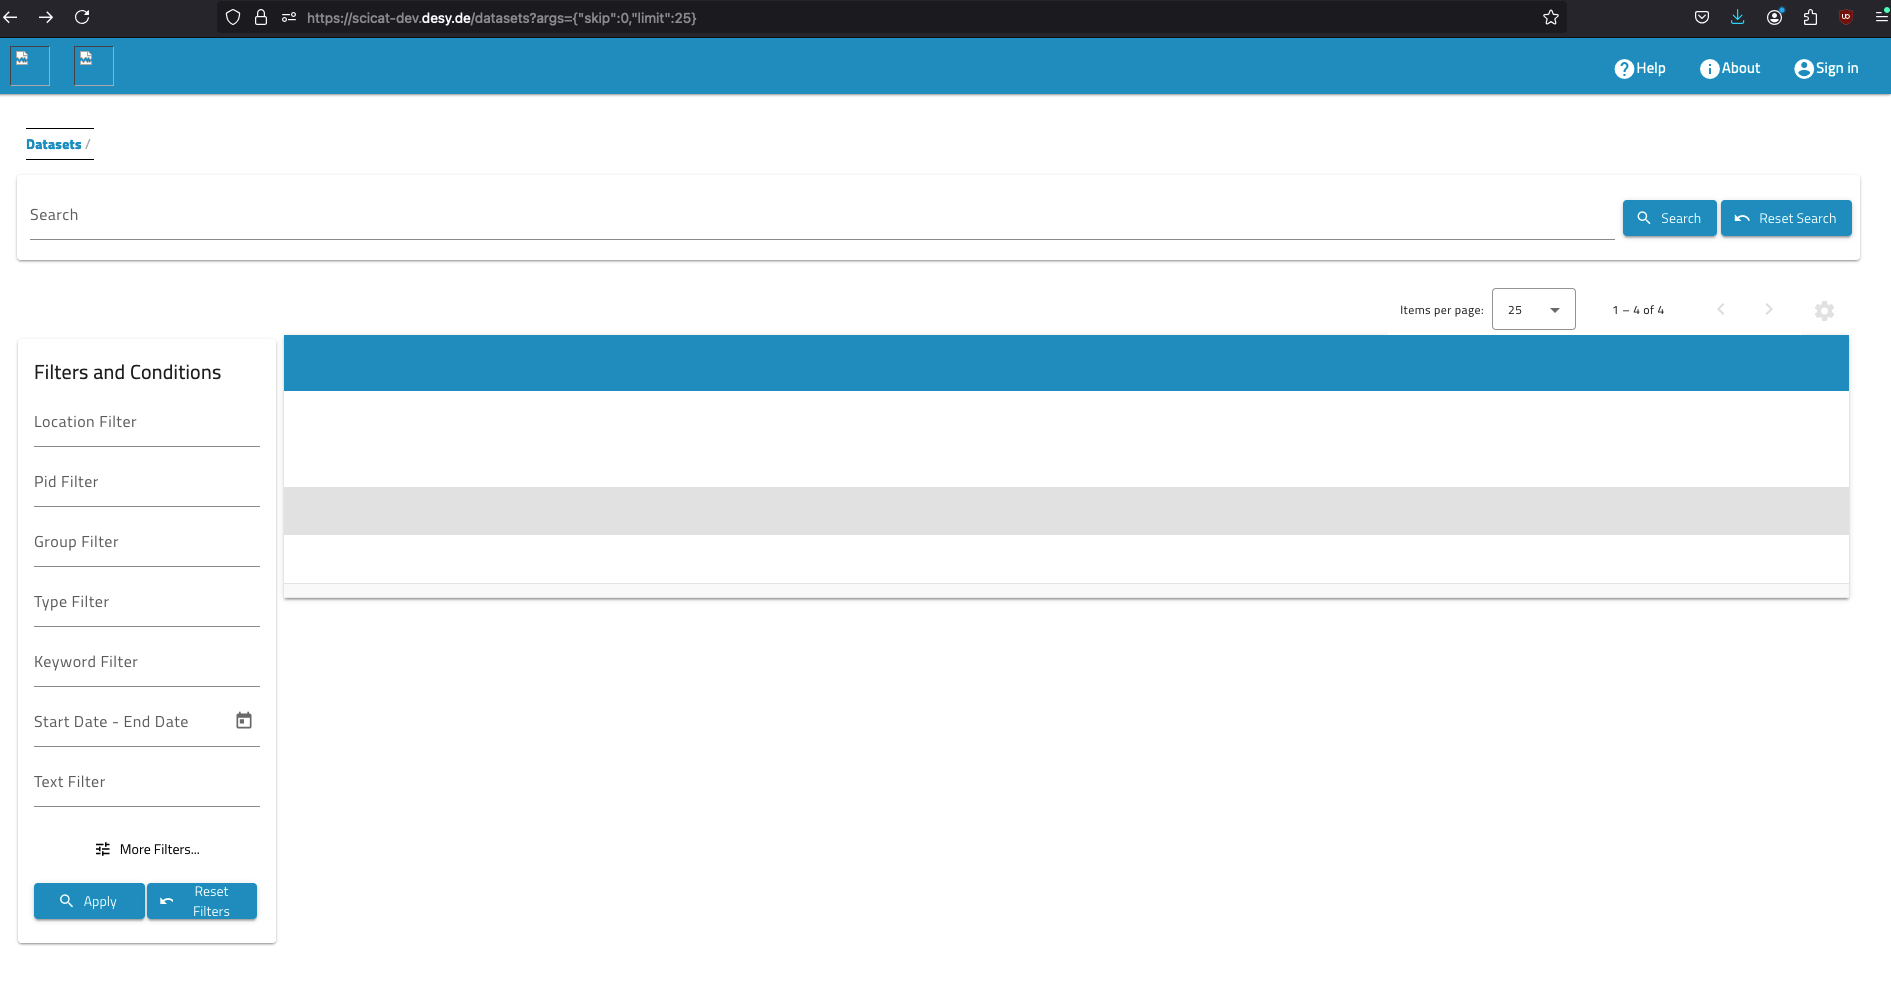 https://scicat-dev.desy.de/datasets?args={"skip":0,"limit":25}
Help
About
Sign in
Datasets /
Search
Search
Reset Search
Items per page:
25
1 – 4 of 4
Filters and Conditions
Location Filter
Pid Filter
Group Filter
Type Filter
Keyword Filter
Start Date - End Date
Text Filter
More Filters...
Apply
Reset
Filters